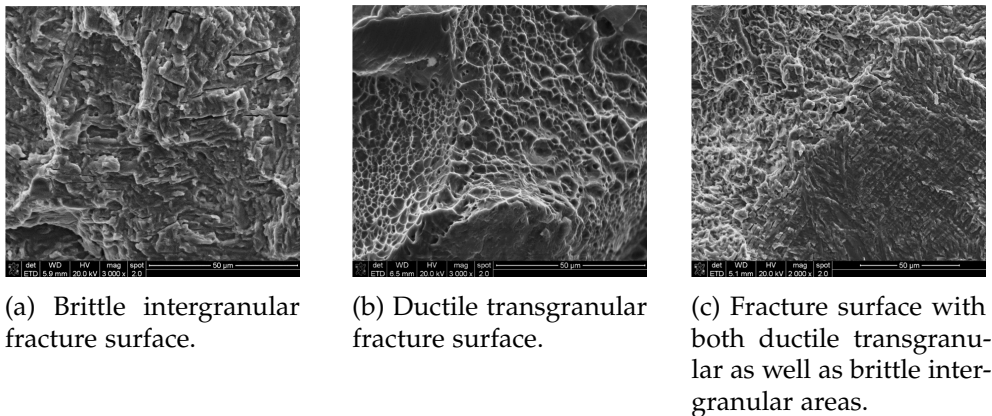 det WD HV mag spot 50 µm
ETD 5.9 mm 20.0 kV 3 000 x 2.0
det WD HV mag spot 50 µm
ETD 6.5 mm 20.0 kV 3 000 x 2.0
det WD HV mag spot 50 µm
ETD 5.1 mm 20.0 kV 2 000 x 2.0
(a) Brittle intergranular
fracture surface.
(b) Ductile transgranular
fracture surface.
(c) Fracture surface with
both ductile transgranu-
lar as well as brittle inter-
granular areas.